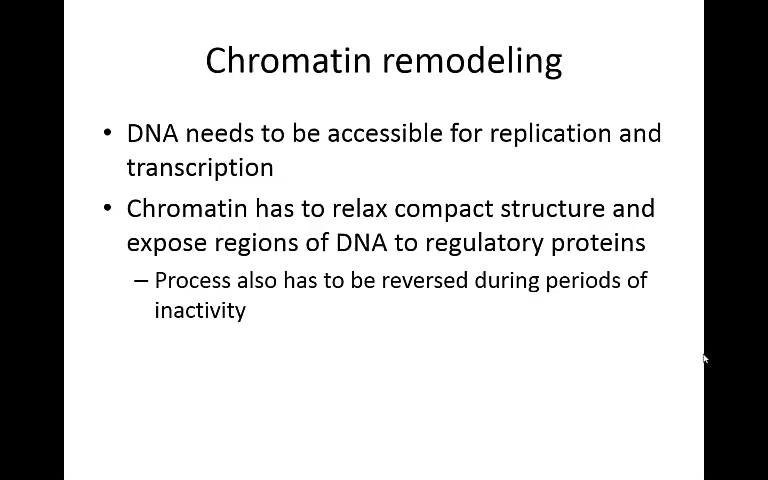 Chromatin remodeling
• DNA needs to be accessible for replication and
transcription
• Chromatin has to relax compact structure and
expose regions of DNA to regulatory proteins
– Process also has to be reversed during periods of
inactivity